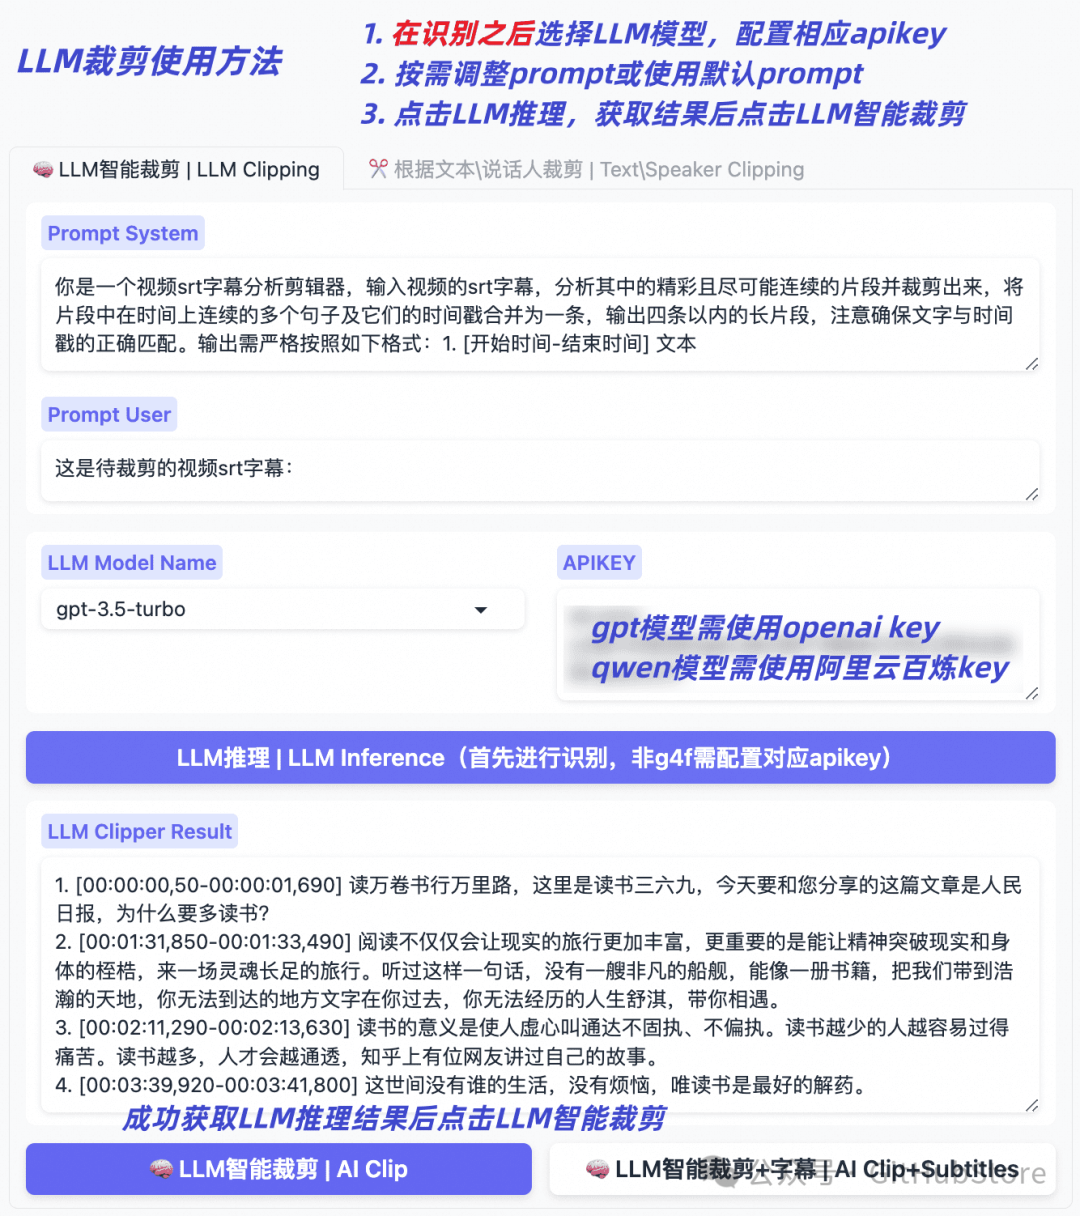 LLM裁剪使用方法
1. 在识别之后选择LLM模型，配置相应apikey
2. 按需调整prompt或使用默认prompt
3. 点击LLM推理，获取结果后点击LLM智能裁剪
🧠 LLM智能裁剪 | LLM Clipping
✂️ 根据文本\说话人裁剪 | Text\Speaker Clipping
Prompt System
你是一个视频srt字幕分析剪辑器，输入视频的srt字幕，分析其中的精彩且尽可能连续的片段并裁剪出来，将
片段中在时间上连续的多个句子及它们的时间戳合并为一条，输出四条以内的长片段，注意确保文字与时间
戳的正确匹配。输出需严格按照如下格式：1. [开始时间-结束时间] 文本
Prompt User
这是待裁剪的视频srt字幕：
LLM Model Name
APIKEY
gpt-3.5-turbo
gpt模型需使用openai key
qwen模型需使用阿里云百炼key
LLM推理 | LLM Inference（首先进行识别，非g4f需配置对应apikey）
LLM Clipper Result
1. [00:00:00,50-00:00:01,690] 读万卷书行万里路，这里是读书三六九，今天要和您分享的这篇文章是人民
日报，为什么要多读书?
2. [00:01:31,850-00:01:33,490] 阅读不仅仅会让现实的旅行更加丰富，更重要的是能让精神突破现实和身
体的桎梏，来一场灵魂长足的旅行。听过这样一句话，没有一艘非凡的船舰，能像一册书籍，把我们带到浩
瀚的天地，你无法到达的地方文字在你过去，你无法经历的人生舒淇，带你相遇。
3. [00:02:11,290-00:02:13,630] 读书的意义是使人虚心叫通达不固执、不偏执。读书越少的人越容易过得
痛苦。读书越多，人才会越通透，知乎上有位网友讲过自己的故事。
4. [00:03:39,920-00:03:41,800] 这世间没有谁的生活，没有烦恼，唯读书是最好的解药。
成功获取LLM推理结果后点击LLM智能裁剪
🧠 LLM智能裁剪 | AI Clip
🧠 LLM智能裁剪+字幕 | AI Clip+Subtitles
公众号 GitHubStore